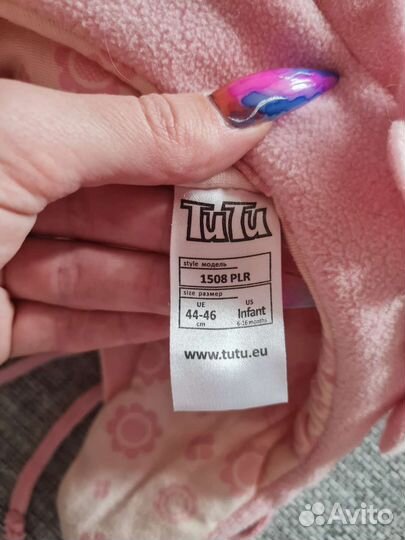 TuTu
style модель
1508 PLR
size размер
UE US
44-46 Infant
cm 6-16 months
www.tutu.eu
Avito